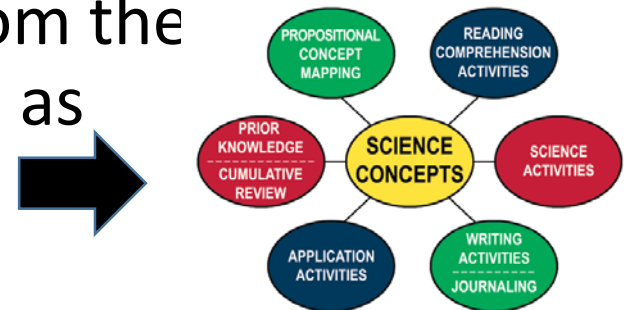 om the
as
PROPOSITIONAL
CONCEPT
MAPPING
READING
COMPREHENSION
ACTIVITIES
PRIOR
KNOWLEDGE
CUMULATIVE
REVIEW
SCIENCE
CONCEPTS
SCIENCE
ACTIVITIES
APPLICATION
ACTIVITIES
WRITING
ACTIVITIES
JOURNALING